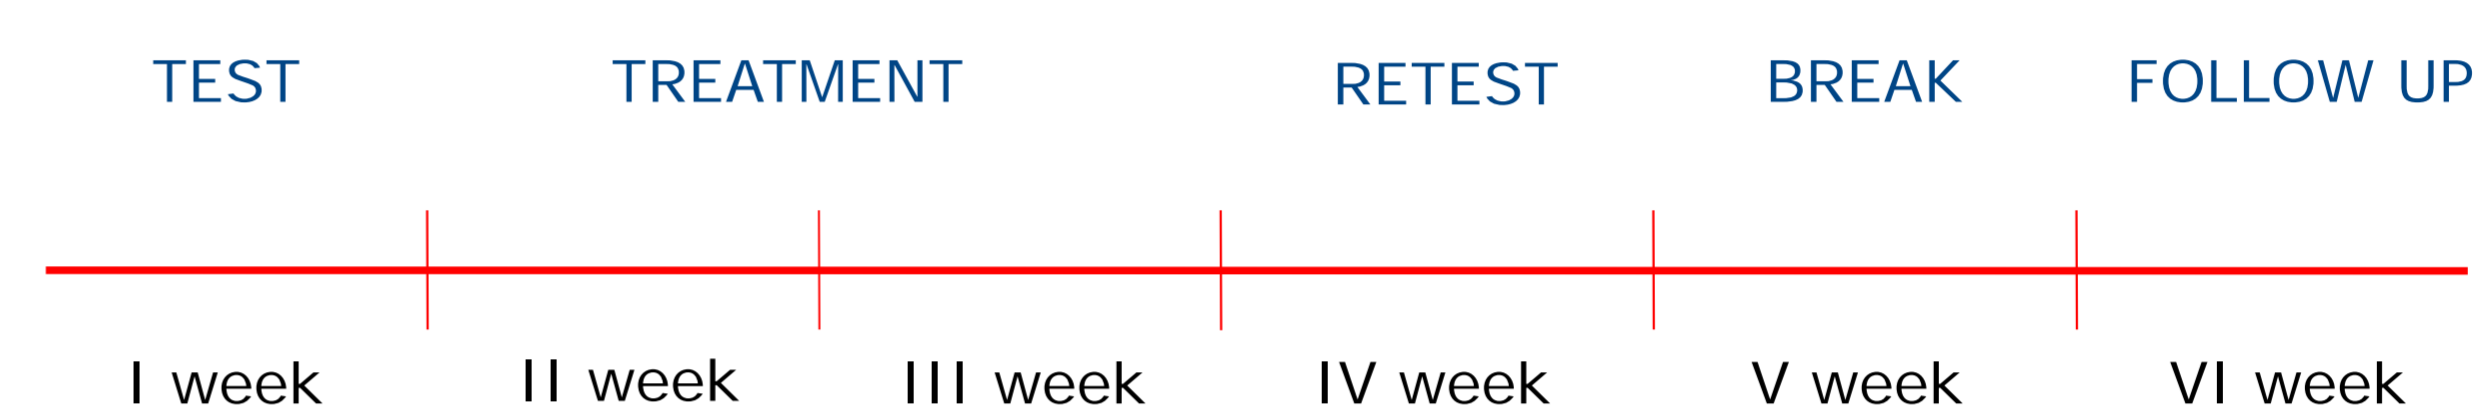 TEST TREATMENT RETEST BREAK FOLLOW UP
I week II week III week IV week V week VI week